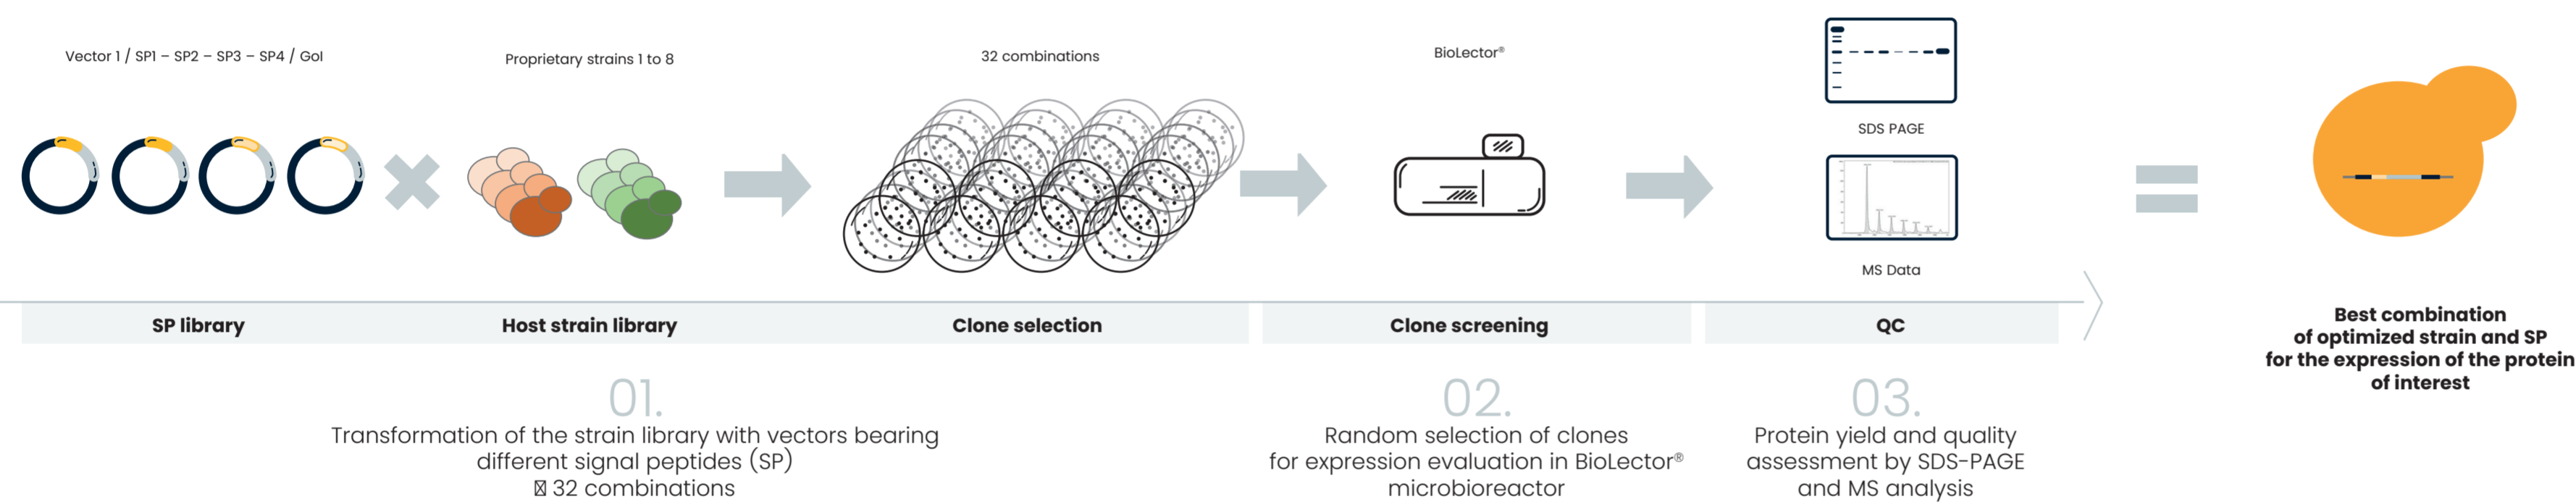 Vector 1 / SP1 – SP2 – SP3 – SP4 / GoI
Proprietary strains 1 to 8
32 combinations
BioLector®
SDS PAGE
MS Data
SP library
Host strain library
Clone selection
Clone screening
QC
01.
Transformation of the strain library with vectors bearing
different signal peptides (SP)
32 combinations
02.
Random selection of clones
for expression evaluation in BioLector®
microbioreactor
03.
Protein yield and quality
assessment by SDS-PAGE
and MS analysis
Best combination
of optimized strain and SP
for the expression of the protein
of interest